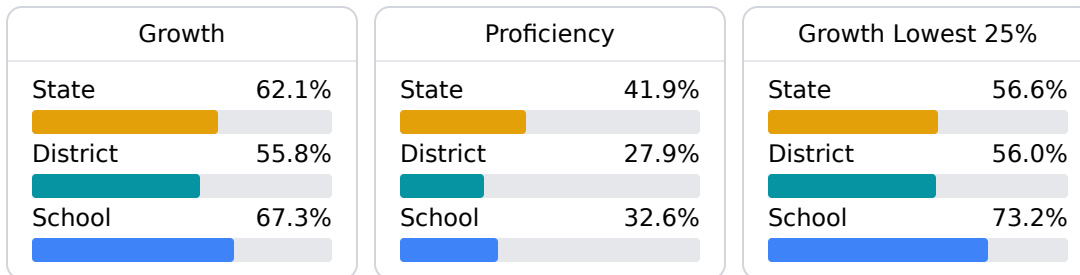 Growth
State 62.1%
District 55.8%
School 67.3%
Proficiency
State 41.9%
District 27.9%
School 32.6%
Growth Lowest 25%
State 56.6%
District 56.0%
School 73.2%